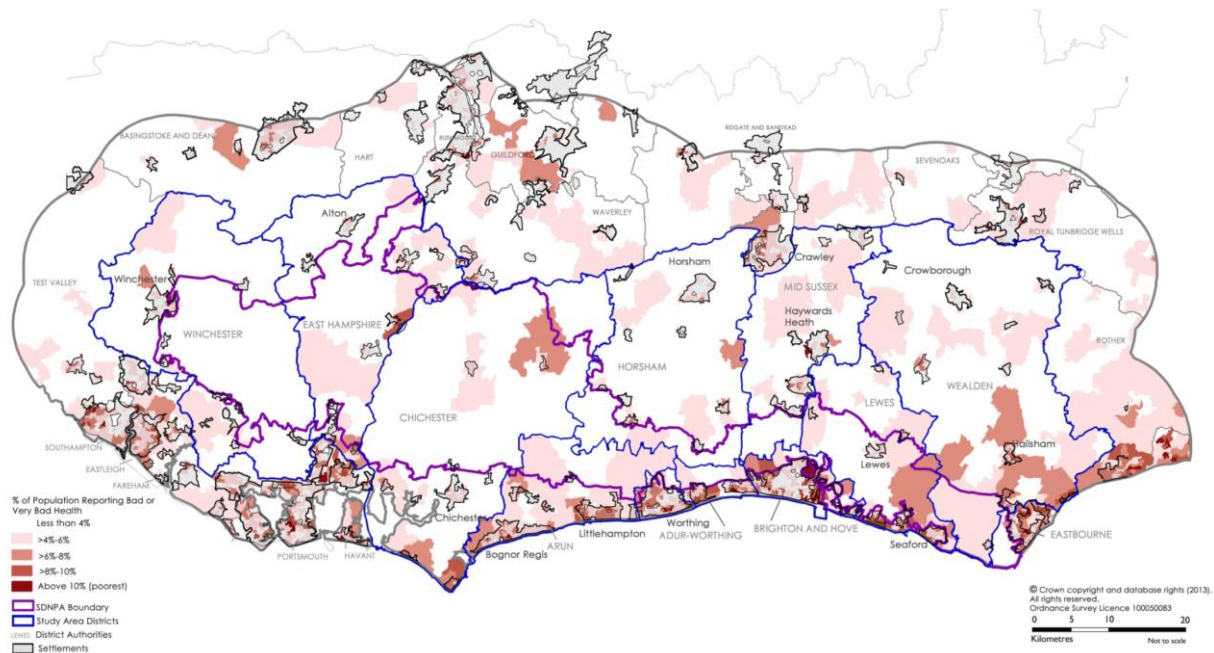 BASINGSTOKE AND DEANE
HART
RUSHMOOR
GUILDFORD
REIGATE AND BANSTEAD
SEVENOAKS
Alton
WAVERLEY
ROYAL TUNBRIDGE WELLS
Winchester
TEST VALLEY
WINCHESTER
EAST HAMPSHIRE
Horsham
Crawley
MID SUSSEX
Haywards
Heath
Crowborough
ROTHER
HORSHAM
CHICHESTER
LEWES
WEALDEN
Hailsham
Lewes
SOUTHAMPTON
EASTLEIGH
FAREHAM
PORTSMOUTH
HAVANT
Chichester
Bognor Regis
ARUN
Littlehampton
Worthing
ADUR-WORTHING
BRIGHTON AND HOVE
Seaford
EASTBOURNE
% of Population Reporting Bad or
Very Bad Health
Less than 4%
>4%-6%
>6%-8%
>8%-10%
Above 10% (poorest)
SDNPA Boundary
Study Area Districts
LEWES District Authorities
Settlements
© Crown copyright and database rights (2013).
All rights reserved.
Ordnance Survey Licence 100050083
0 5 10 20
Kilometres Not to scale